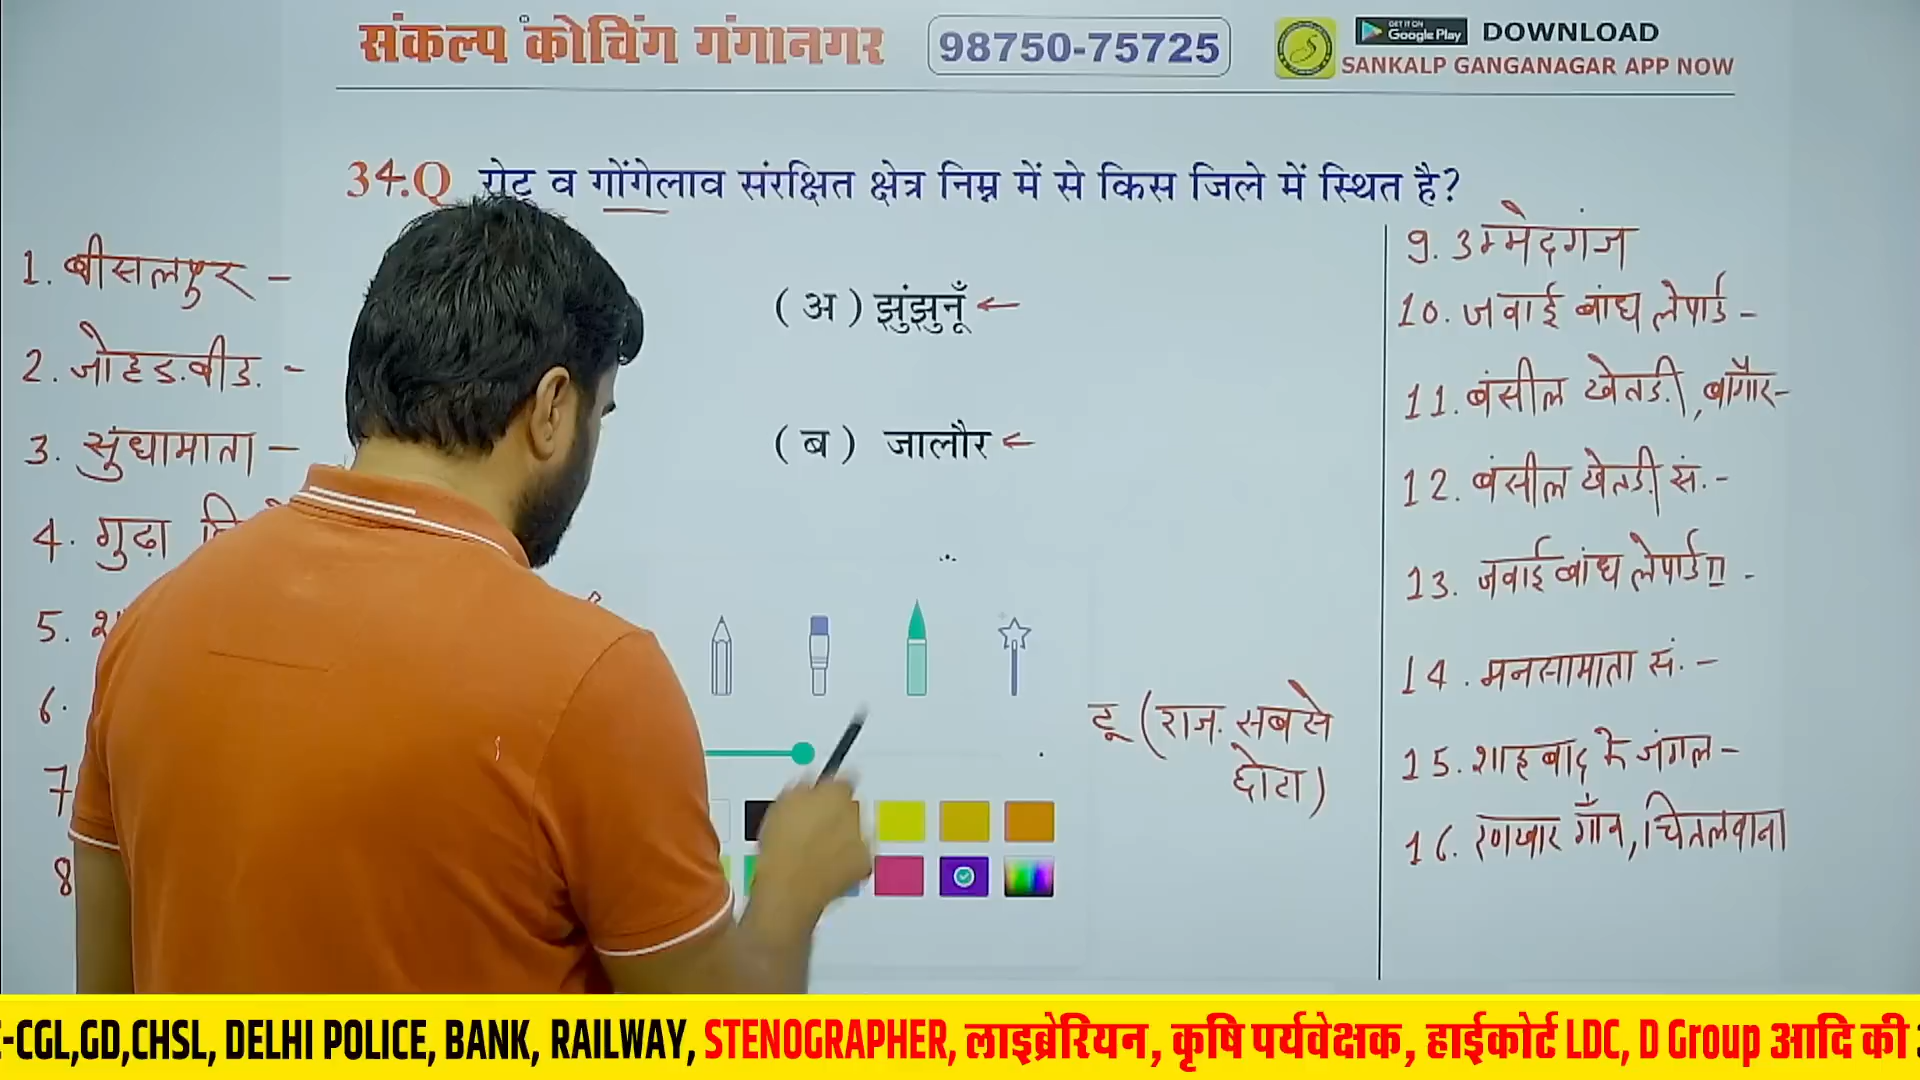 संकल्प कोचिंग गंगानगर
98750-75725
GET IT ON
Google Play
DOWNLOAD
SANKALP GANGANAGAR APP NOW
34.Q रोट व गोंगेलाव संरक्षित क्षेत्र निम्न में से किस जिले में स्थित है?
1. बीसलपुर -
2. जोहड.बीड. -
3. सुंधामाता -
4. गुढ़ा
5.
6.
7
8
( अ ) झुंझुनूँ ←
( ब ) जालौर ←
टू (राज. सबसे
छोटा)
9. उम्मेदगंज
10. जवाई बांध लेपार्ड -
11. बंसील खेतडी, बागौर-
12. बंसील खेतडी सं. -
13. जवाई बांध लेपार्ड II -
14. मनसामाता सं. -
15. शाहबाद के जंगल -
16. रणखार गाँव, चितलवाना
-CGL,GD,CHSL, DELHI POLICE, BANK, RAILWAY, STENOGRAPHER, लाइब्रेरियन, कृषि पर्यवेक्षक, हाईकोर्ट LDC, D Group आदि की